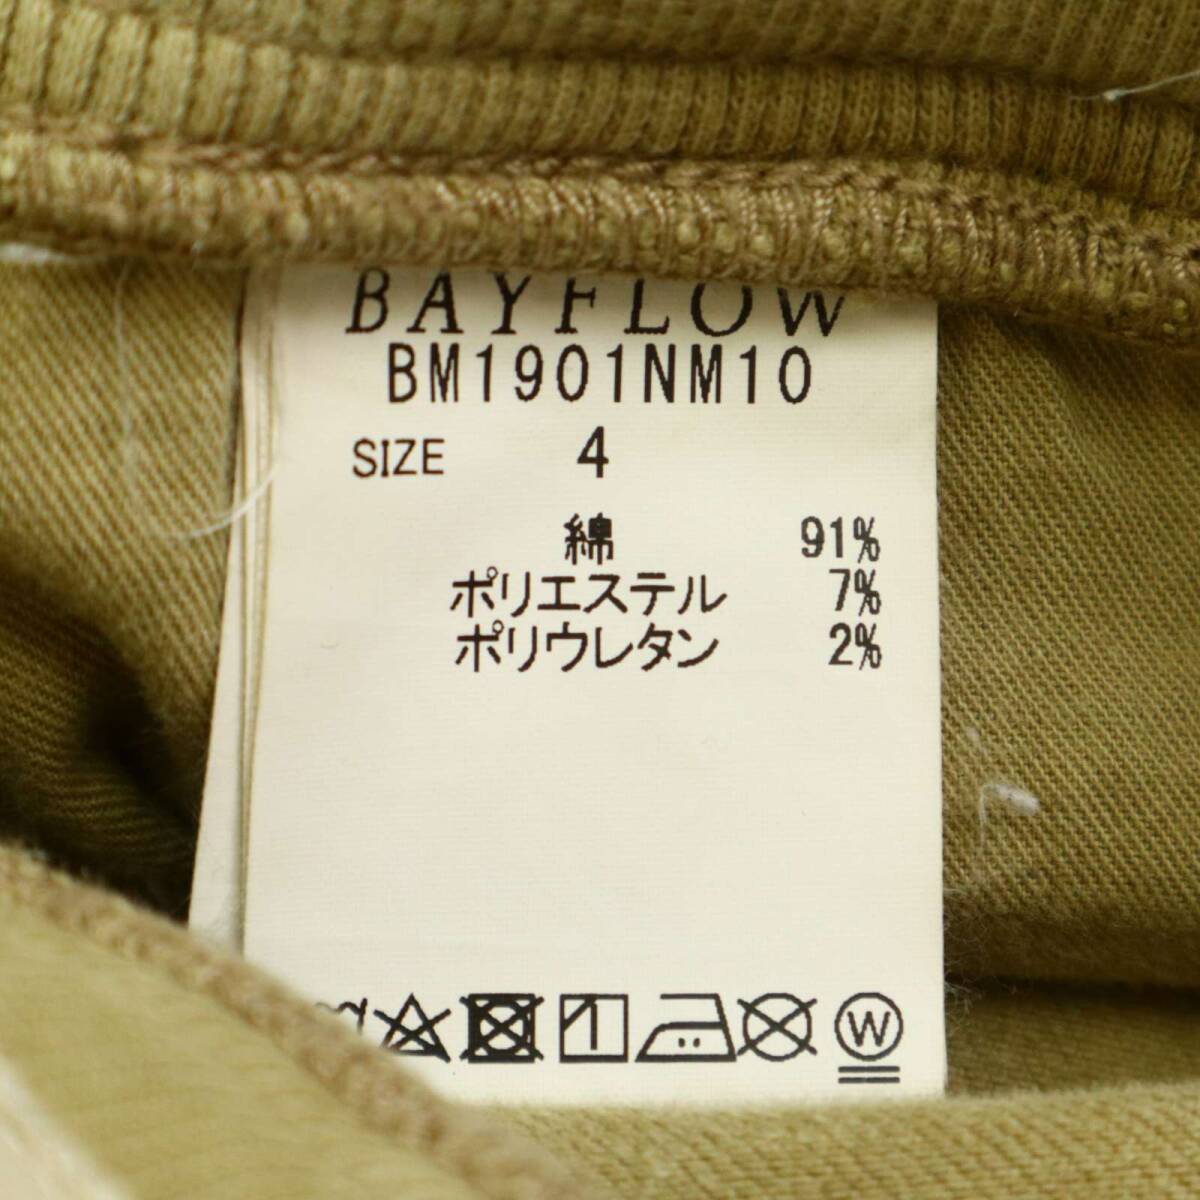 BAYFLOW
BM1901NM10
SIZE 4
綿 91%
ポリエステル 7%
ポリウレタン 2%
W